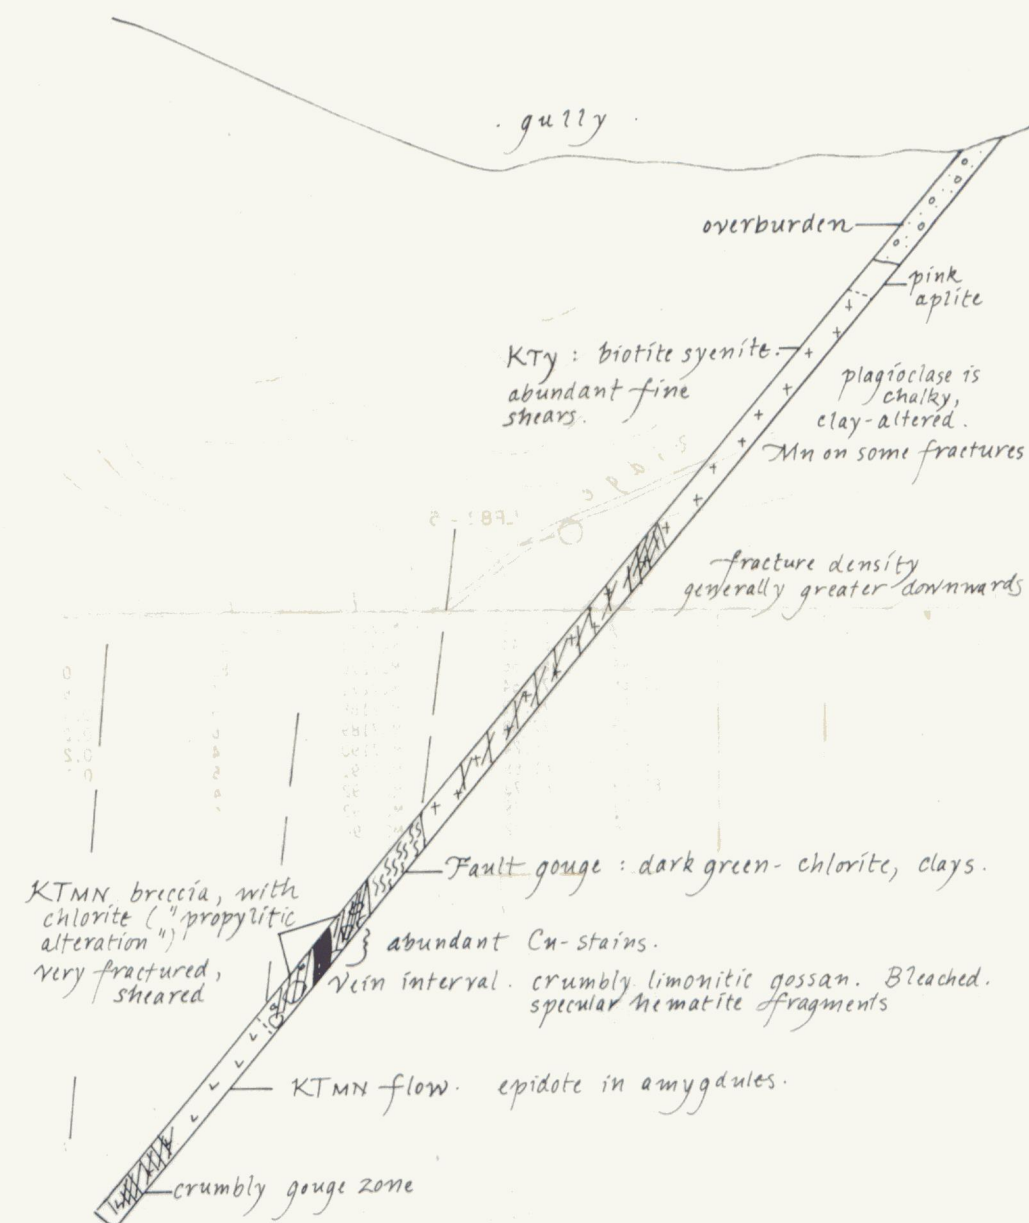 gully
overburden
pink
aplite
KTy : biotite syenite.
abundant fine
shears.
plagioclase is
chalky,
clay-altered.
Mn on some fractures
fracture density
generally greater downwards
Fault gouge : dark green- chlorite, clays.
KTMN breccia, with
chlorite ("propylitic
alteration")
very fractured,
sheared
abundant Cu-stains.
Vein interval. crumbly limonitic gossan. Bleached.
specular hematite fragments
KTMN flow. epidote in amygdules.
crumbly gouge zone